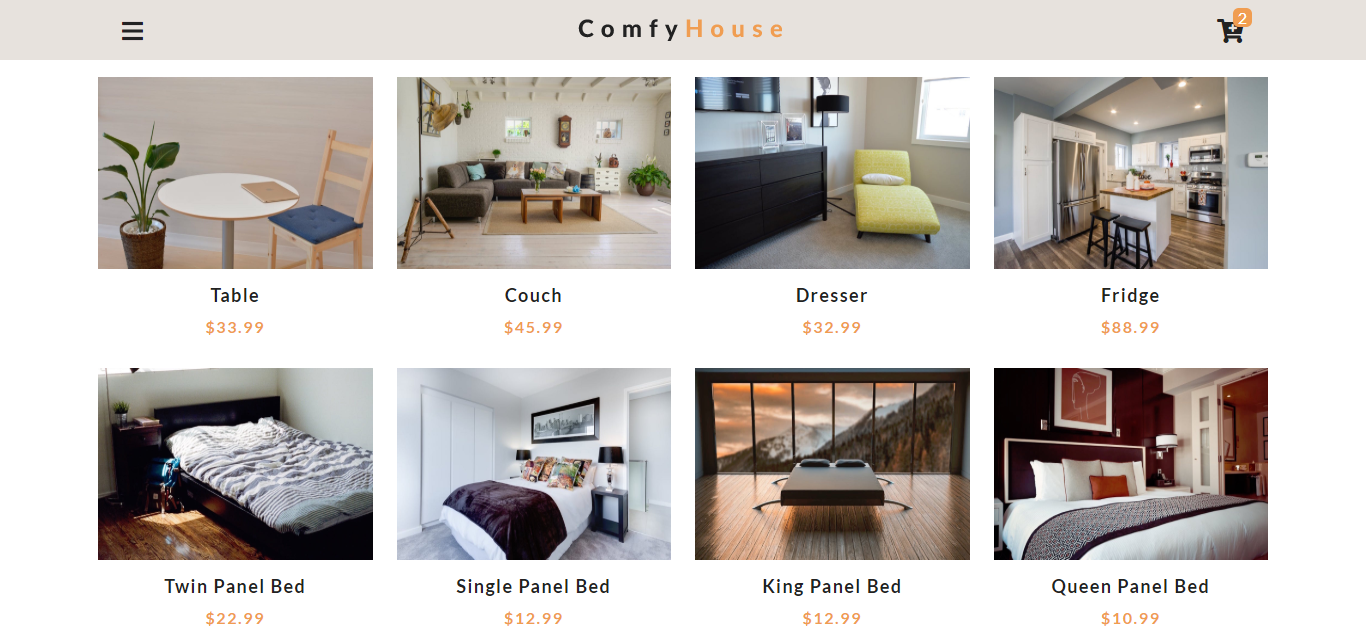 ComfyHouse
2
Table Couch Dresser Fridge
$33.99 $45.99 $32.99 $88.99
Twin Panel Bed Single Panel Bed King Panel Bed Queen Panel Bed
$22.99 $12.99 $12.99 $10.99